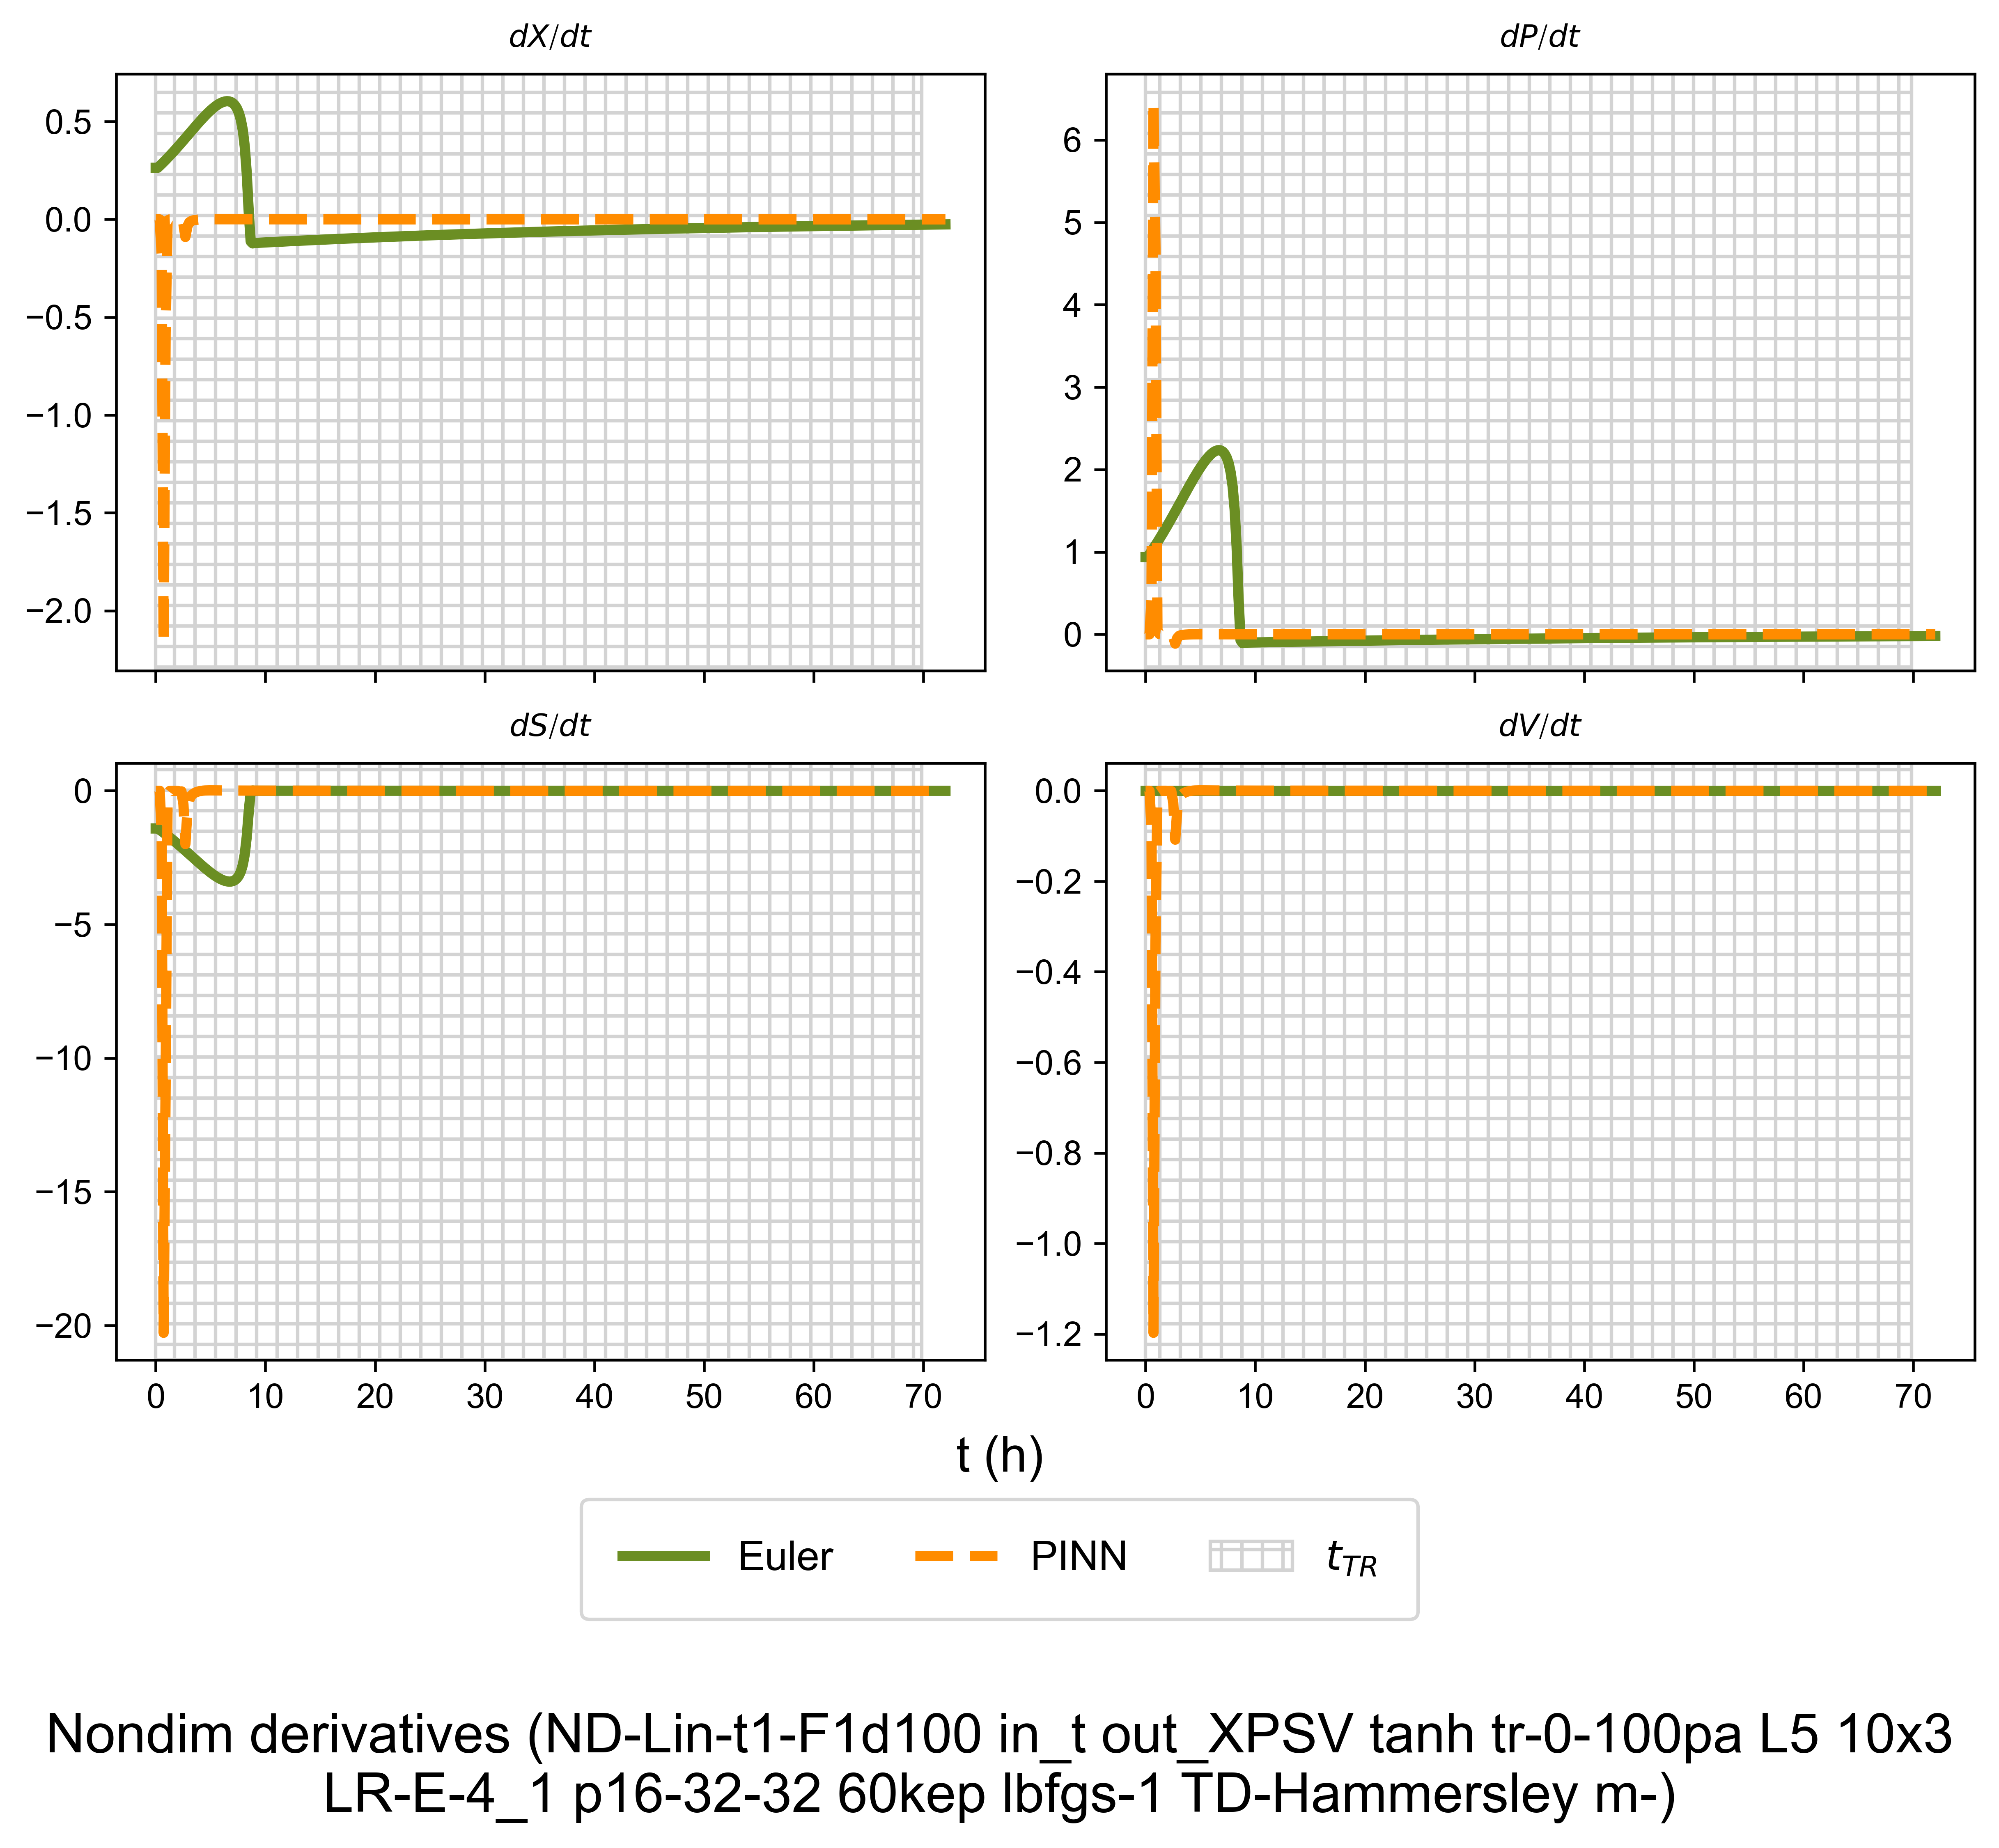 dX/dt
dP/dt
0.5
0.0
−0.5
−1.0
−1.5
−2.0
6
5
4
3
2
1
0
dS/dt
dV/dt
0
−5
−10
−15
−20
0 10 20 30 40 50 60 70
0.0
−0.2
−0.4
−0.6
−0.8
−1.0
−1.2
0 10 20 30 40 50 60 70
t (h)
Euler PINN t_TR
Nondim derivatives (ND-Lin-t1-F1d100 in_t out_XPSV tanh tr-0-100pa L5 10x3
LR-E-4_1 p16-32-32 60kep lbfgs-1 TD-Hammersley m-)